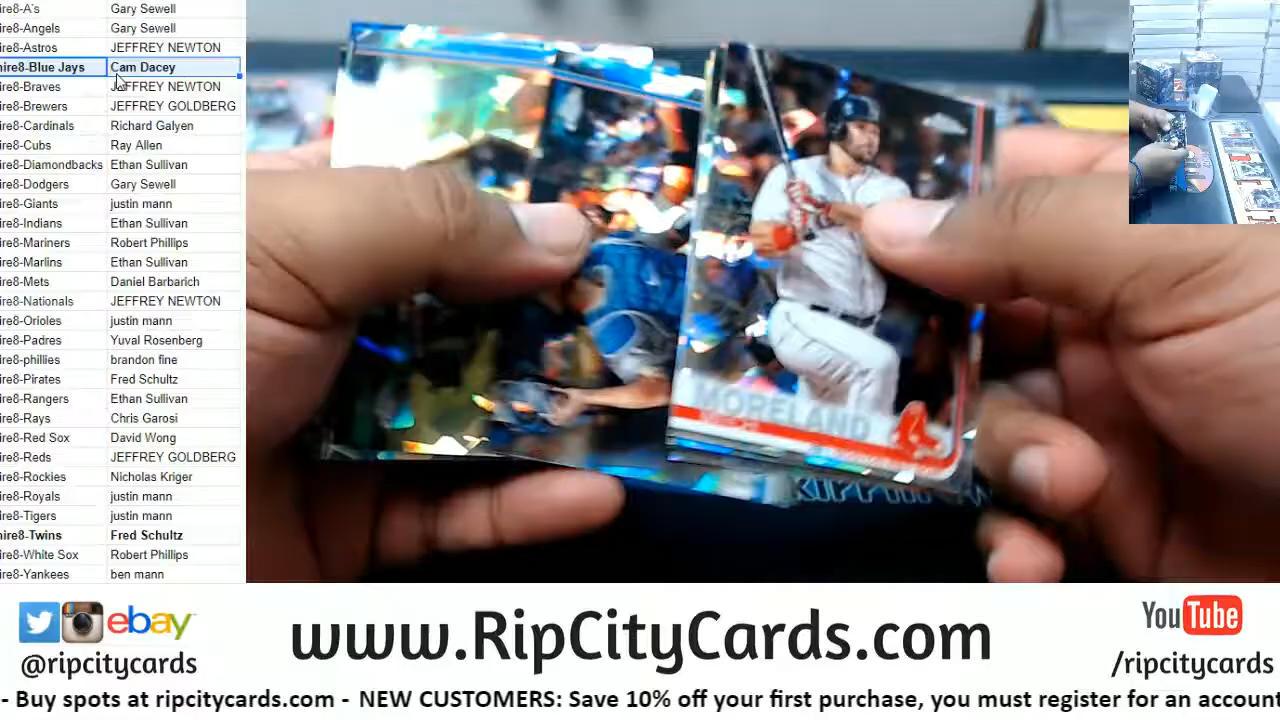 ire8-A's Gary Sewell
ire8-Angels Gary Sewell
ire8-Astros JEFFREY NEWTON
ire8-Blue Jays Cam Dacey
ire8-Braves JEFFREY NEWTON
ire8-Brewers JEFFREY GOLDBERG
ire8-Cardinals Richard Galyen
ire8-Cubs Ray Allen
ire8-Diamondbacks Ethan Sullivan
ire8-Dodgers Gary Sewell
ire8-Giants justin mann
ire8-Indians Ethan Sullivan
ire8-Mariners Robert Phillips
ire8-Marlins Ethan Sullivan
ire8-Mets Daniel Barbarich
ire8-Nationals JEFFREY NEWTON
ire8-Orioles justin mann
ire8-Padres Yuval Rosenberg
ire8-phillies brandon fine
ire8-Pirates Fred Schultz
ire8-Rangers Ethan Sullivan
ire8-Rays Chris Garosi
ire8-Red Sox David Wong
ire8-Reds JEFFREY GOLDBERG
ire8-Rockies Nicholas Kriger
ire8-Royals justin mann
ire8-Tigers justin mann
ire8-Twins Fred Schultz
ire8-White Sox Robert Phillips
ire8-Yankees ben mann
MORELAND
ebay
@ripcitycards
www.RipCityCards.com
YouTube
/ripcitycards
- Buy spots at ripcitycards.com - NEW CUSTOMERS: Save 10% off your first purchase, you must register for an account